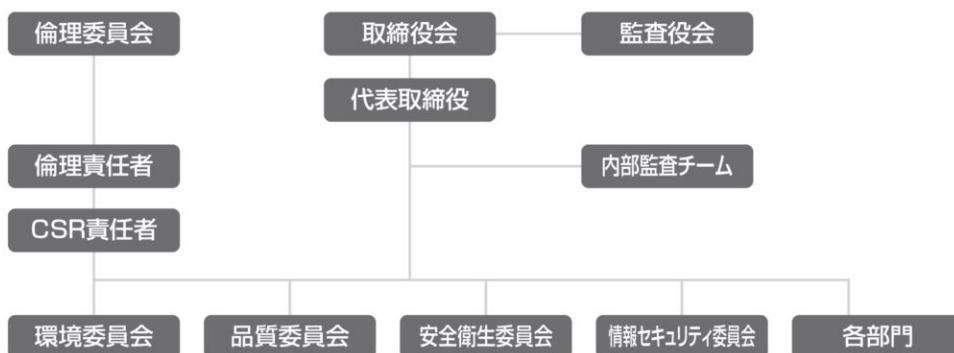 倫理委員会
取締役会
監査役会
代表取締役
倫理責任者
内部監査チーム
CSR責任者
環境委員会
品質委員会
安全衛生委員会
情報セキュリティ委員会
各部門